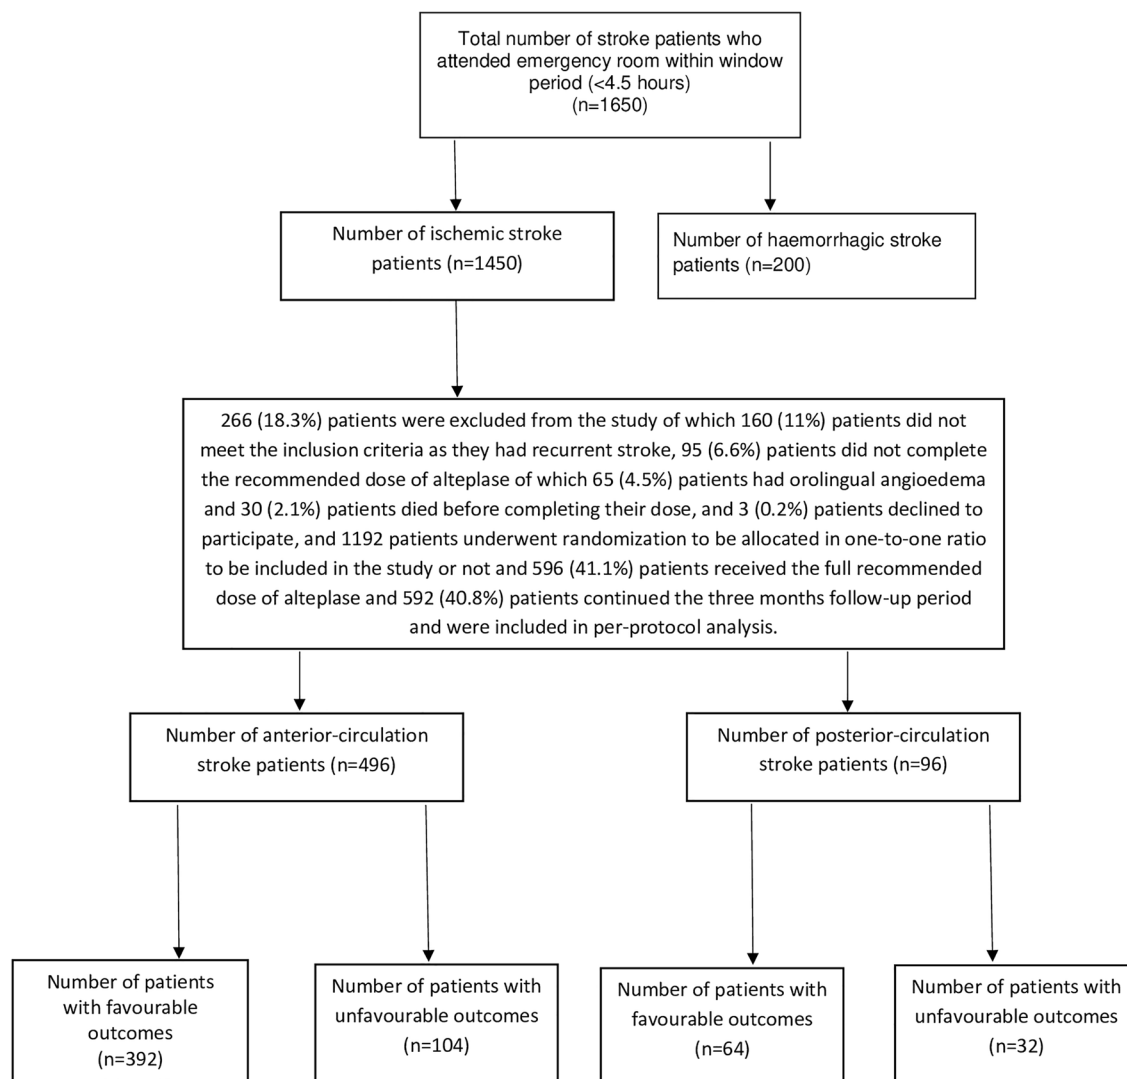 Total number of stroke patients who
attended emergency room within window
period (<4.5 hours)
(n=1650)
Number of ischemic stroke
patients (n=1450)
Number of haemorrhagic stroke
patients (n=200)
266 (18.3%) patients were excluded from the study of which 160 (11%) patients did not
meet the inclusion criteria as they had recurrent stroke, 95 (6.6%) patients did not complete
the recommended dose of alteplase of which 65 (4.5%) patients had orolingual angioedema
and 30 (2.1%) patients died before completing their dose, and 3 (0.2%) patients declined to
participate, and 1192 patients underwent randomization to be allocated in one-to-one ratio
to be included in the study or not and 596 (41.1%) patients received the full recommended
dose of alteplase and 592 (40.8%) patients continued the three months follow-up period
and were included in per-protocol analysis.
Number of anterior-circulation
stroke patients (n=496)
Number of posterior-circulation
stroke patients (n=96)
Number of patients
with favourable
outcomes
(n=392)
Number of patients with
unfavourable outcomes
(n=104)
Number of patients with
favourable outcomes
(n=64)
Number of patients with
unfavourable outcomes
(n=32)